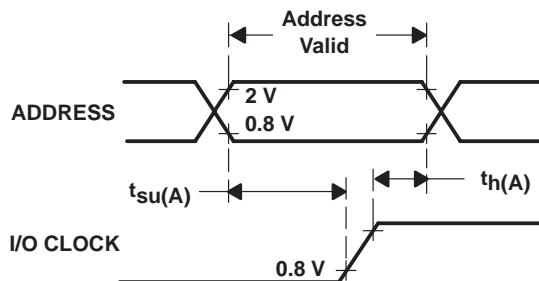 Address
Valid
ADDRESS
2 V
0.8 V
tsu(A)
th(A)
I/O CLOCK
0.8 V